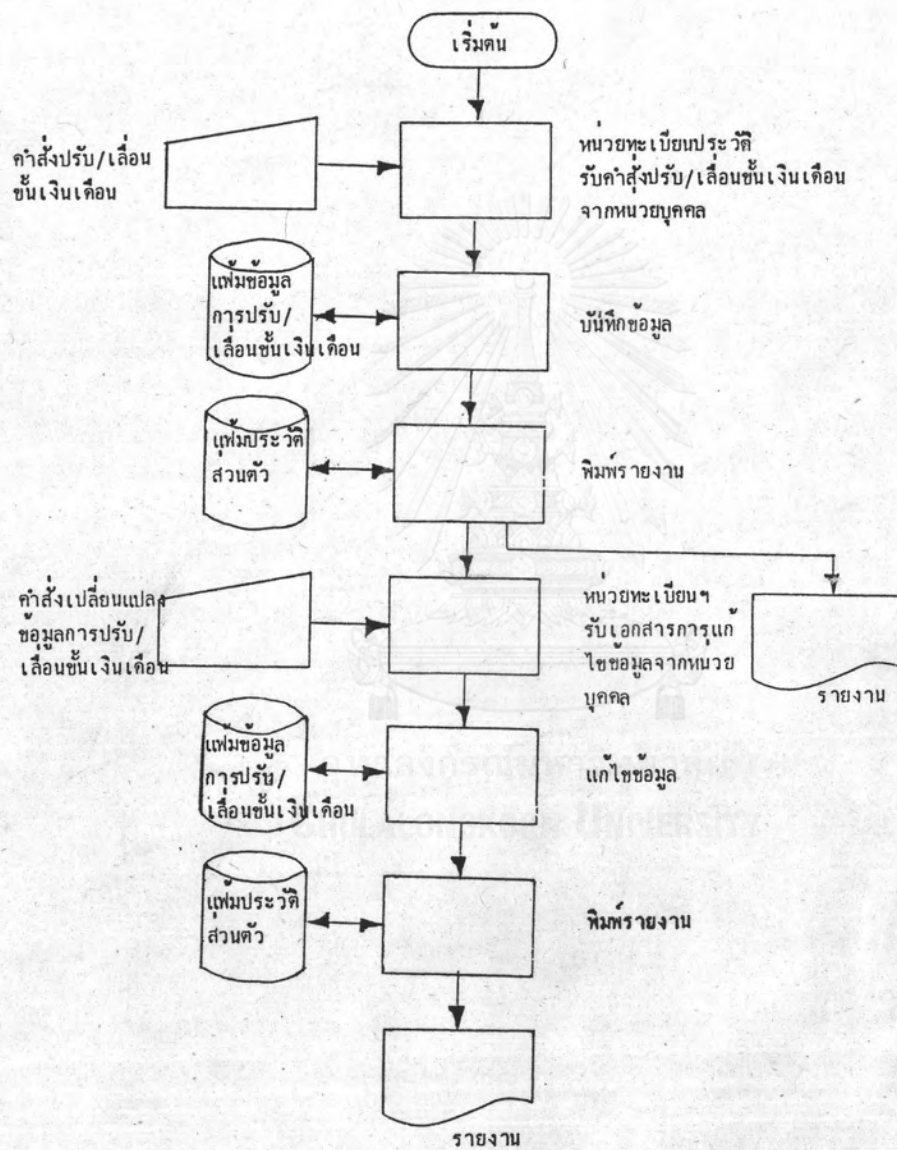 เริ่มต้น
คำสั่งปรับ/เลื่อน
ขั้นเงินเดือน
หน่วยทะเบียนประวัติ
รับคำสั่งปรับ/เลื่อนขั้นเงินเดือน
จากหน่วยบุคคล
แฟ้มข้อมูล
การปรับ/
เลื่อนขั้นเงินเดือน
บันทึกข้อมูล
แฟ้มประวัติ
ส่วนตัว
พิมพ์รายงาน
คำสั่งเปลี่ยนแปลง
ข้อมูลการปรับ/
เลื่อนขั้นเงินเดือน
หน่วยทะเบียนฯ
รับเอกสารการแก้
ไขข้อมูลจากหน่วย
บุคคล
รายงาน
แฟ้มข้อมูล
การปรับ/
เลื่อนขั้นเงินเดือน
แก้ไขข้อมูล
แฟ้มประวัติ
ส่วนตัว
พิมพ์รายงาน
รายงาน